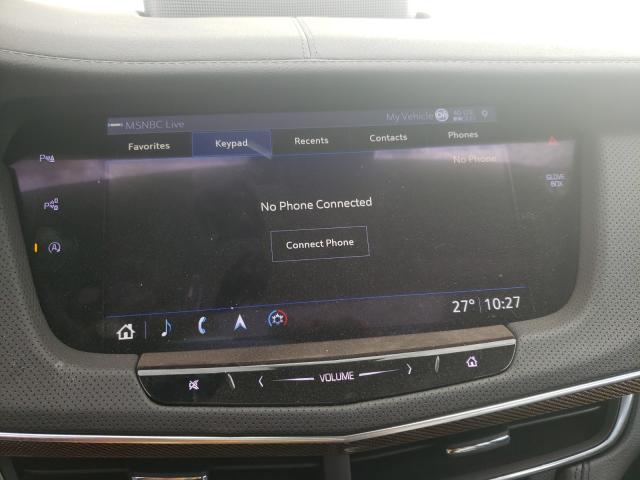 MSNBC Live
My Vehicle
Favorites Keypad Recents Contacts Phones
No Phone
GLOVE
BOX
No Phone Connected
Connect Phone
27° 10:27
VOLUME